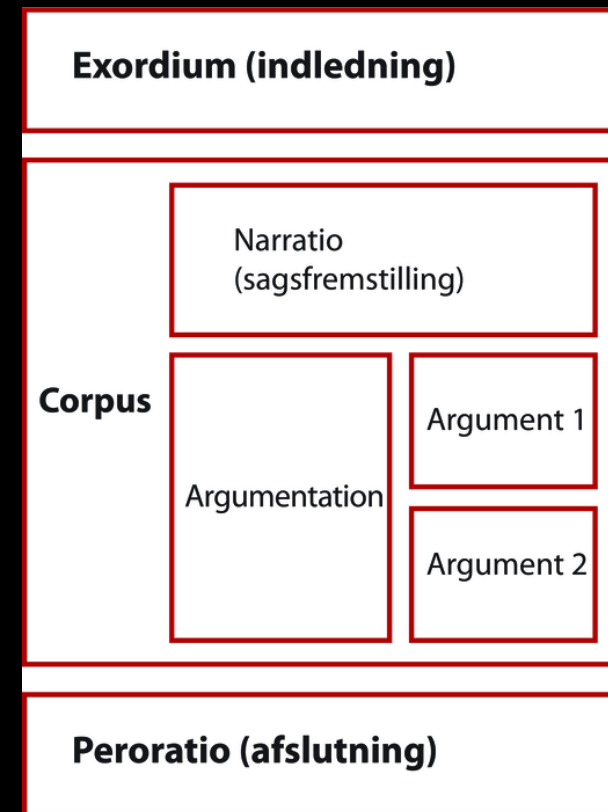 Exordium (indledning)
Narratio
(sagsfremstilling)
Corpus
Argumentation
Argument 1
Argument 2
Peroratio (afslutning)